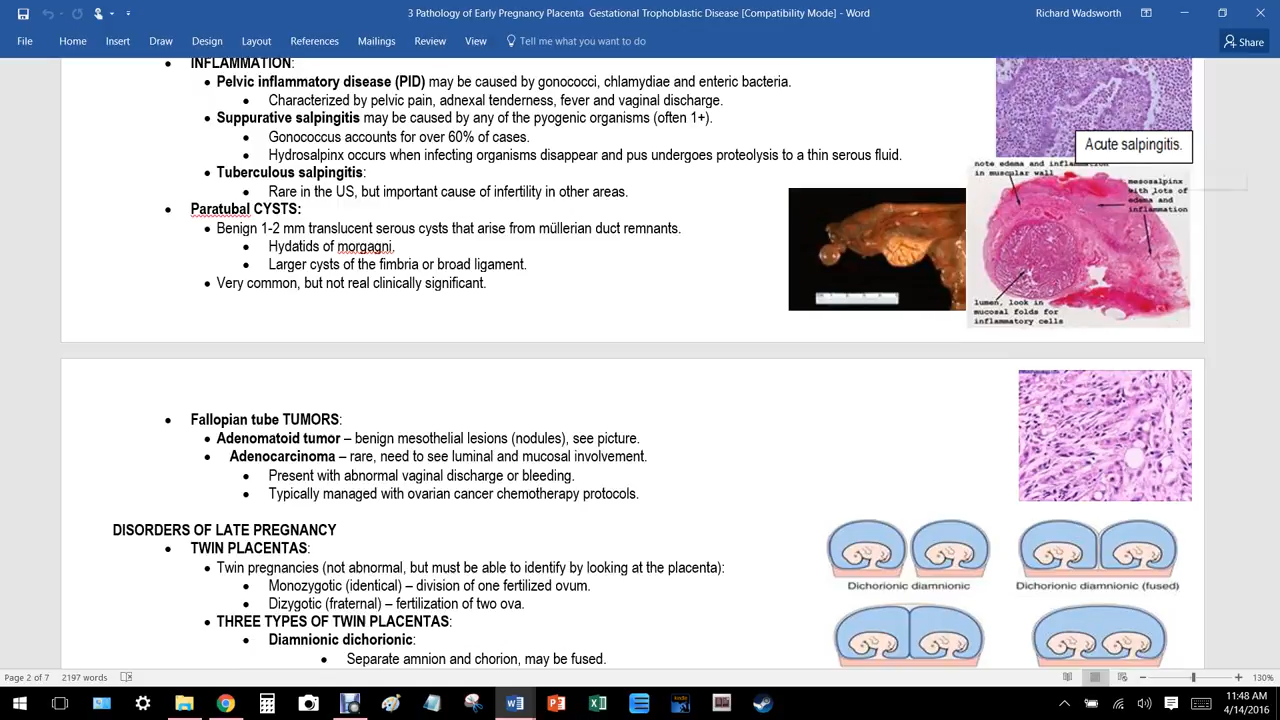 3 Pathology of Early Pregnancy Placenta Gestational Trophoblastic Disease [Compatibility Mode] - Word
Richard Wadsworth
File Home Insert Draw Design Layout References Mailings Review View Tell me what you want to do Share
INFLAMMATION:
Pelvic inflammatory disease (PID) may be caused by gonococci, chlamydiae and enteric bacteria.
Characterized by pelvic pain, adnexal tenderness, fever and vaginal discharge.
Suppurative salpingitis may be caused by any of the pyogenic organisms (often 1+).
Gonococcus accounts for over 60% of cases.
Hydrosalpinx occurs when infecting organisms disappear and pus undergoes proteolysis to a thin serous fluid.
Tuberculous salpingitis:
Rare in the US, but important cause of infertility in other areas.
Paratubal CYSTS:
Benign 1-2 mm translucent serous cysts that arise from müllerian duct remnants.
Hydatids of morgagni.
Larger cysts of the fimbria or broad ligament.
Very common, but not real clinically significant.
Acute salpingitis.
note edema and inflammation
in muscular wall
mesosalpinx
with lots of
edema and
inflammation
lumen, look in
mucosal folds for
inflammatory cells
Fallopian tube TUMORS:
Adenomatoid tumor – benign mesothelial lesions (nodules), see picture.
Adenocarcinoma – rare, need to see luminal and mucosal involvement.
Present with abnormal vaginal discharge or bleeding.
Typically managed with ovarian cancer chemotherapy protocols.
DISORDERS OF LATE PREGNANCY
TWIN PLACENTAS:
Twin pregnancies (not abnormal, but must be able to identify by looking at the placenta):
Monozygotic (identical) – division of one fertilized ovum.
Dizygotic (fraternal) – fertilization of two ova.
THREE TYPES OF TWIN PLACENTAS:
Diamnionic dichorionic:
Separate amnion and chorion, may be fused.
Dichorionic diamnionic
Dichorionic diamnionic (fused)
Page 2 of 7 2197 words
130%
11:48 AM
4/14/2016